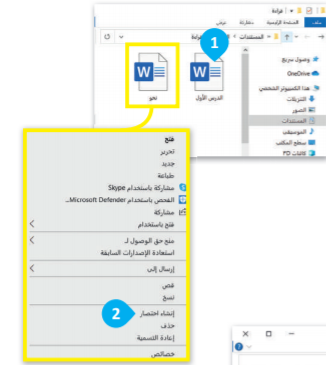 قراءة
ملف
الصفحة الرئيسية
مشاركة
عرض
المستندات
1
وصول سريع
OneDrive
هذا الكمبيوتر الشخصي
التنزيلات
الصور
المستندات
الموسيقى
سطح المكتب
الدرس الأول
نحو
فتح
تحرير
جديد
طباعة
مشاركة باستخدام Skype
الفحص باستخدام Microsoft Defender...
مشاركة
فتح باستخدام
منح حق الوصول لـ
استعادة الإصدارات السابقة
إرسال إلى
قص
نسخ
2 إنشاء اختصار
حذف
إعادة التسمية
خصائص